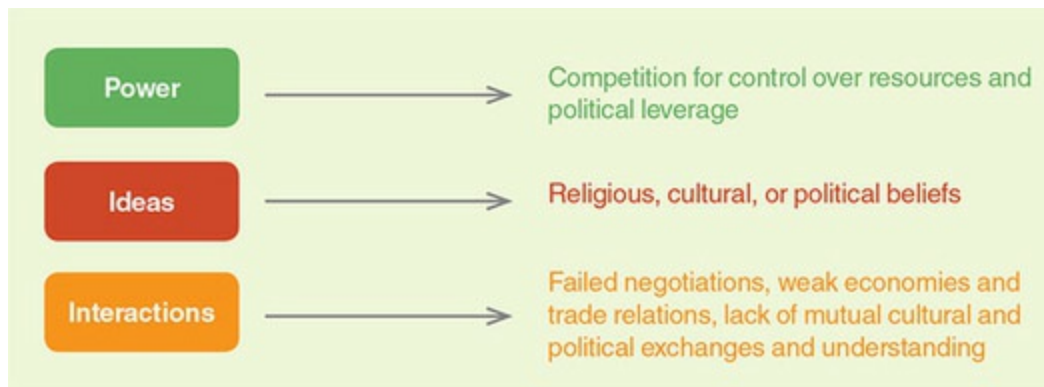 Power
Competition for control over resources and
political leverage
Ideas
Religious, cultural, or political beliefs
Interactions
Failed negotiations, weak economies and
trade relations, lack of mutual cultural and
political exchanges and understanding